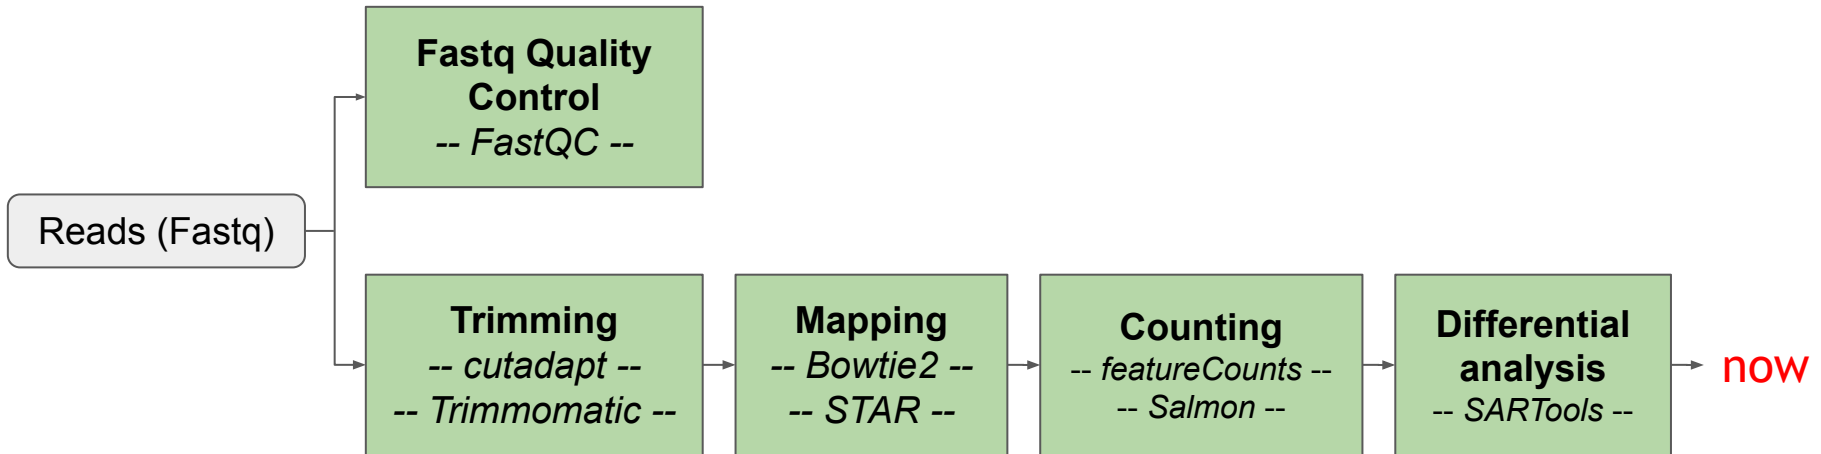 Fastq Quality
Control
-- FastQC --
Reads (Fastq)
Trimming
-- cutadapt --
-- Trimmomatic --
Mapping
-- Bowtie2 --
-- STAR --
Counting
-- featureCounts --
-- Salmon --
Differential
analysis
-- SARTools --
now